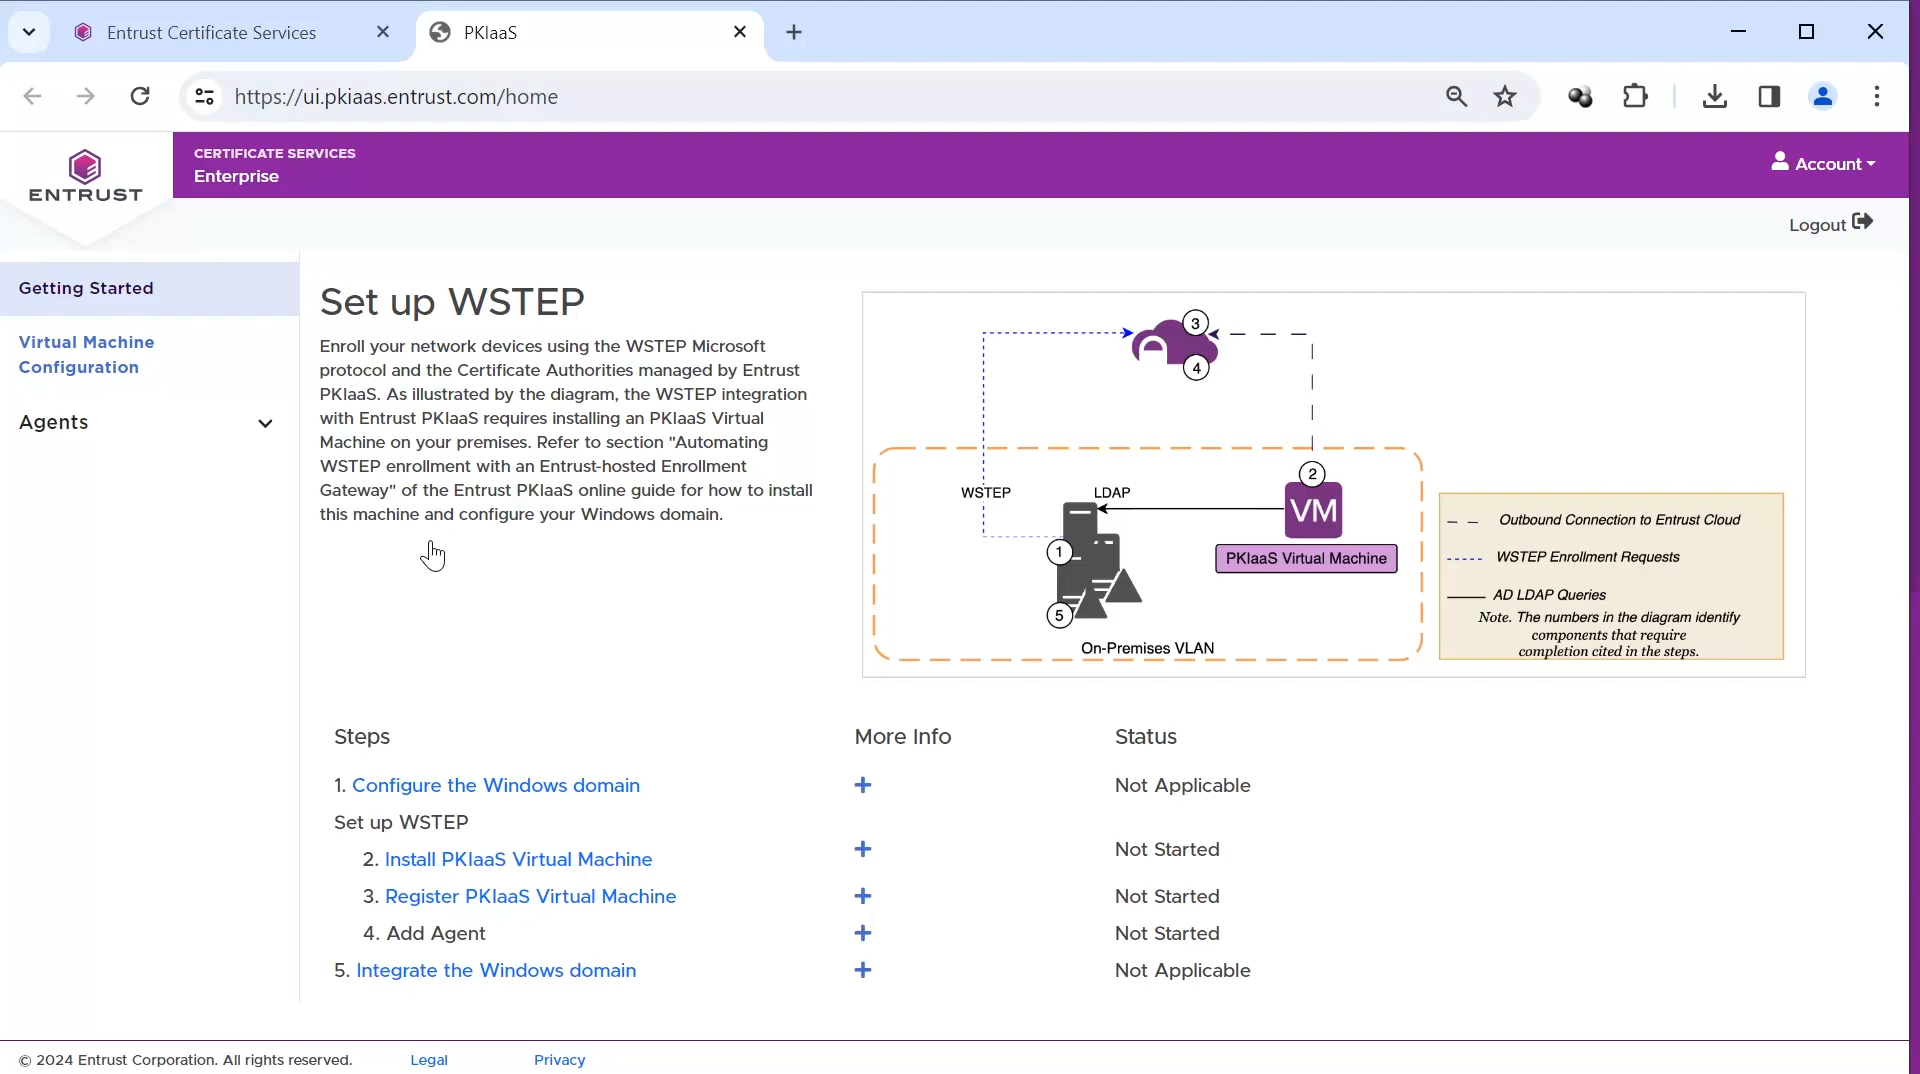 Entrust Certificate Services
PKIaaS
https://ui.pkiaas.entrust.com/home
ENTRUST
CERTIFICATE SERVICES
Enterprise
Account
Logout
Getting Started
Virtual Machine
Configuration
Agents
Set up WSTEP
Enroll your network devices using the WSTEP Microsoft
protocol and the Certificate Authorities managed by Entrust
PKIaaS. As illustrated by the diagram, the WSTEP integration
with Entrust PKIaaS requires installing an PKIaaS Virtual
Machine on your premises. Refer to section "Automating
WSTEP enrollment with an Entrust-hosted Enrollment
Gateway" of the Entrust PKIaaS online guide for how to install
this machine and configure your Windows domain.
3
4
2
WSTEP
LDAP
VM
1
PKIaaS Virtual Machine
5
On-Premises VLAN
Outbound Connection to Entrust Cloud
WSTEP Enrollment Requests
AD LDAP Queries
Note. The numbers in the diagram identify
components that require
completion cited in the steps.
Steps More Info Status
1. Configure the Windows domain + Not Applicable
Set up WSTEP
2. Install PKIaaS Virtual Machine + Not Started
3. Register PKIaaS Virtual Machine + Not Started
4. Add Agent + Not Started
5. Integrate the Windows domain + Not Applicable
© 2024 Entrust Corporation. All rights reserved. Legal Privacy